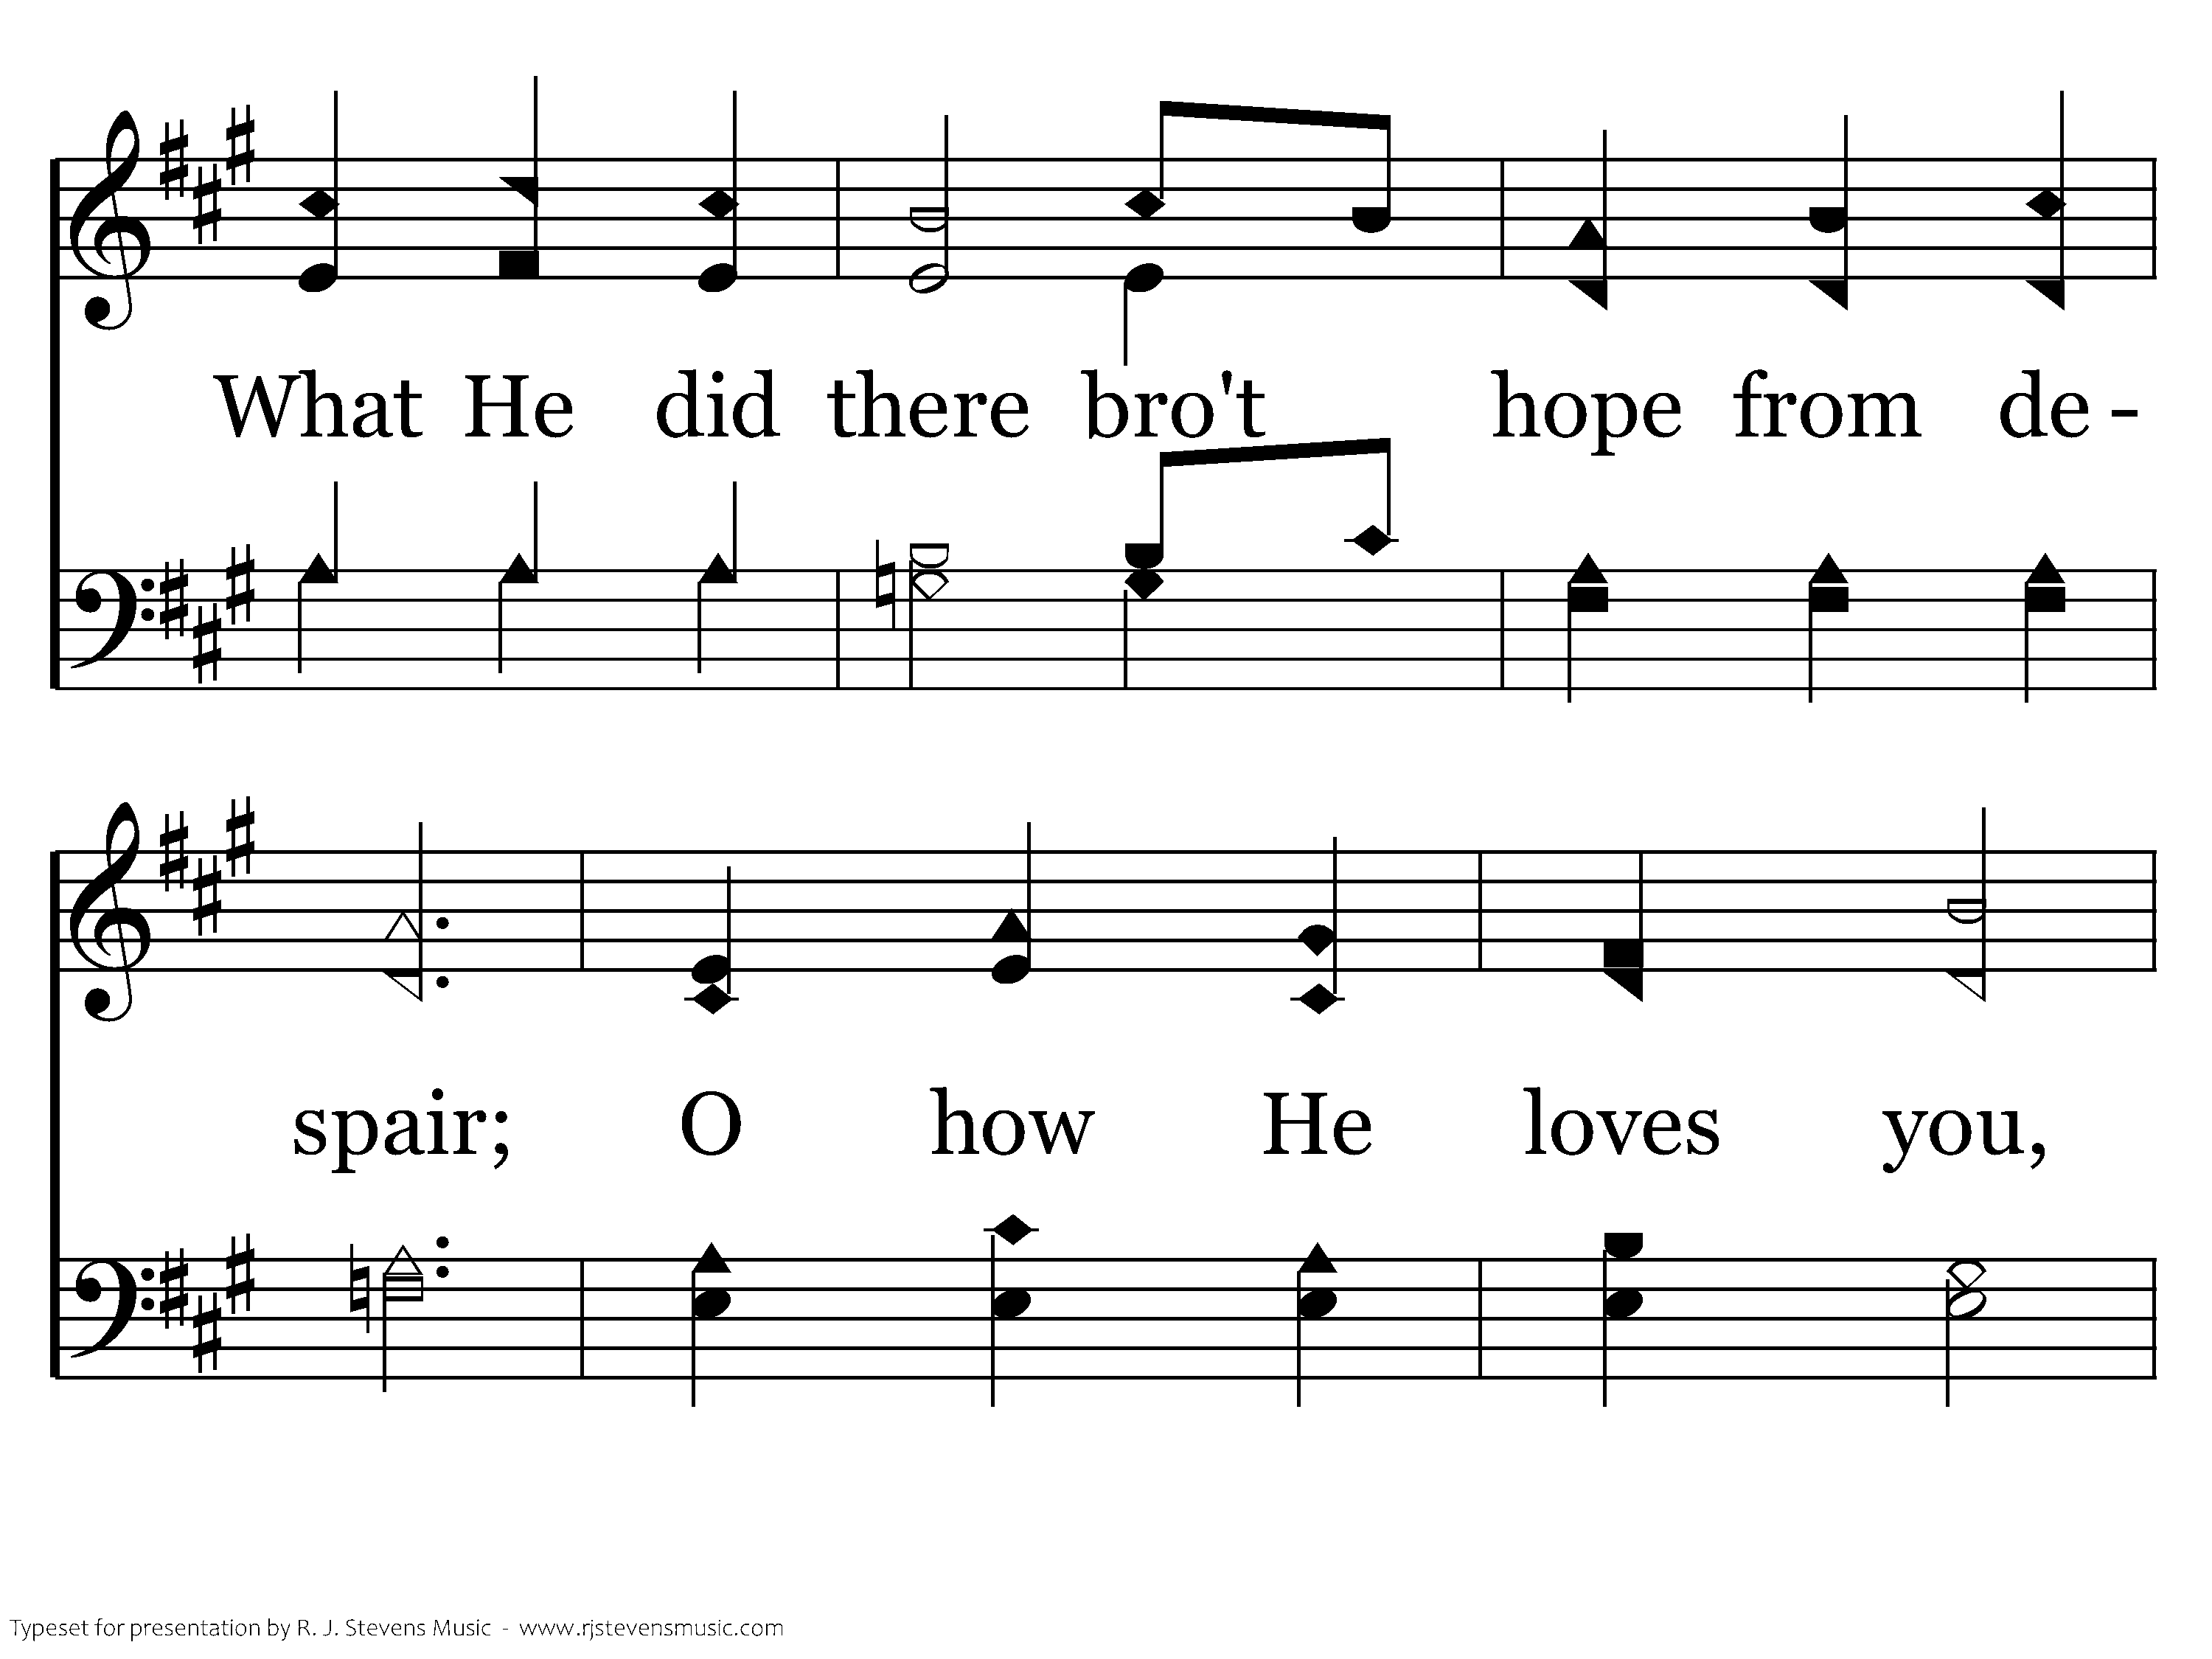 What He did there bro't hope from de -
spair; O how He loves you,
Typeset for presentation by R. J. Stevens Music - www.rjstevensmusic.com